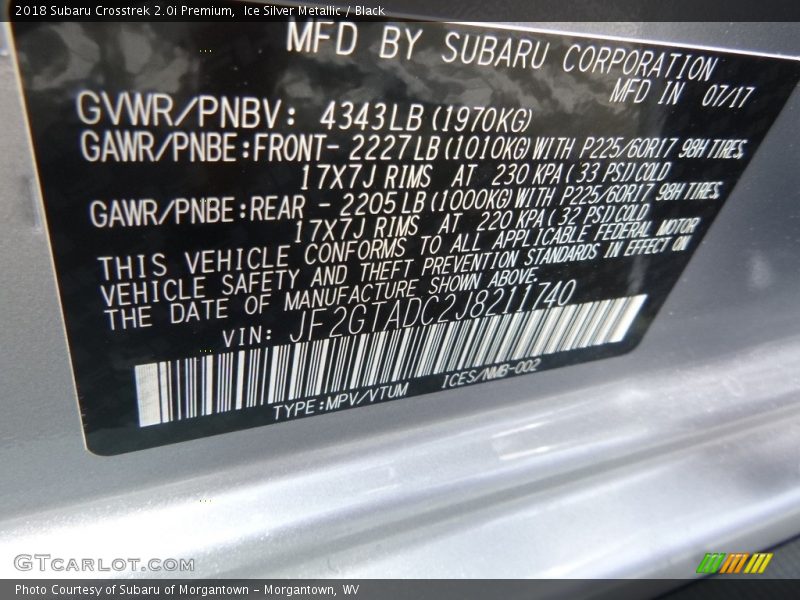 2018 Subaru Crosstrek 2.0i Premium, Ice Silver Metallic / Black
MFD BY SUBARU CORPORATION
MFD IN 07/17
GVWR/PNBV: 4343LB (1970KG)
GAWR/PNBE:FRONT- 2227LB (1010KG) WITH P225/60R17 98H TIRES,
17X7J RIMS AT 230 KPA (33 PSI) COLD
GAWR/PNBE:REAR - 2205LB (1000KG) WITH P225/60R17 98H TIRES,
17X7J RIMS AT 220 KPA (32 PSI) COLD
THIS VEHICLE CONFORMS TO ALL APPLICABLE FEDERAL MOTOR
VEHICLE SAFETY AND THEFT PREVENTION STANDARDS IN EFFECT ON
THE DATE OF MANUFACTURE SHOWN ABOVE.
VIN: JF2GTADC2J8211740
TYPE:MPV/VTUM ICES/NMB-002
GTCARLOT.COM
Photo Courtesy of Subaru of Morgantown - Morgantown, WV